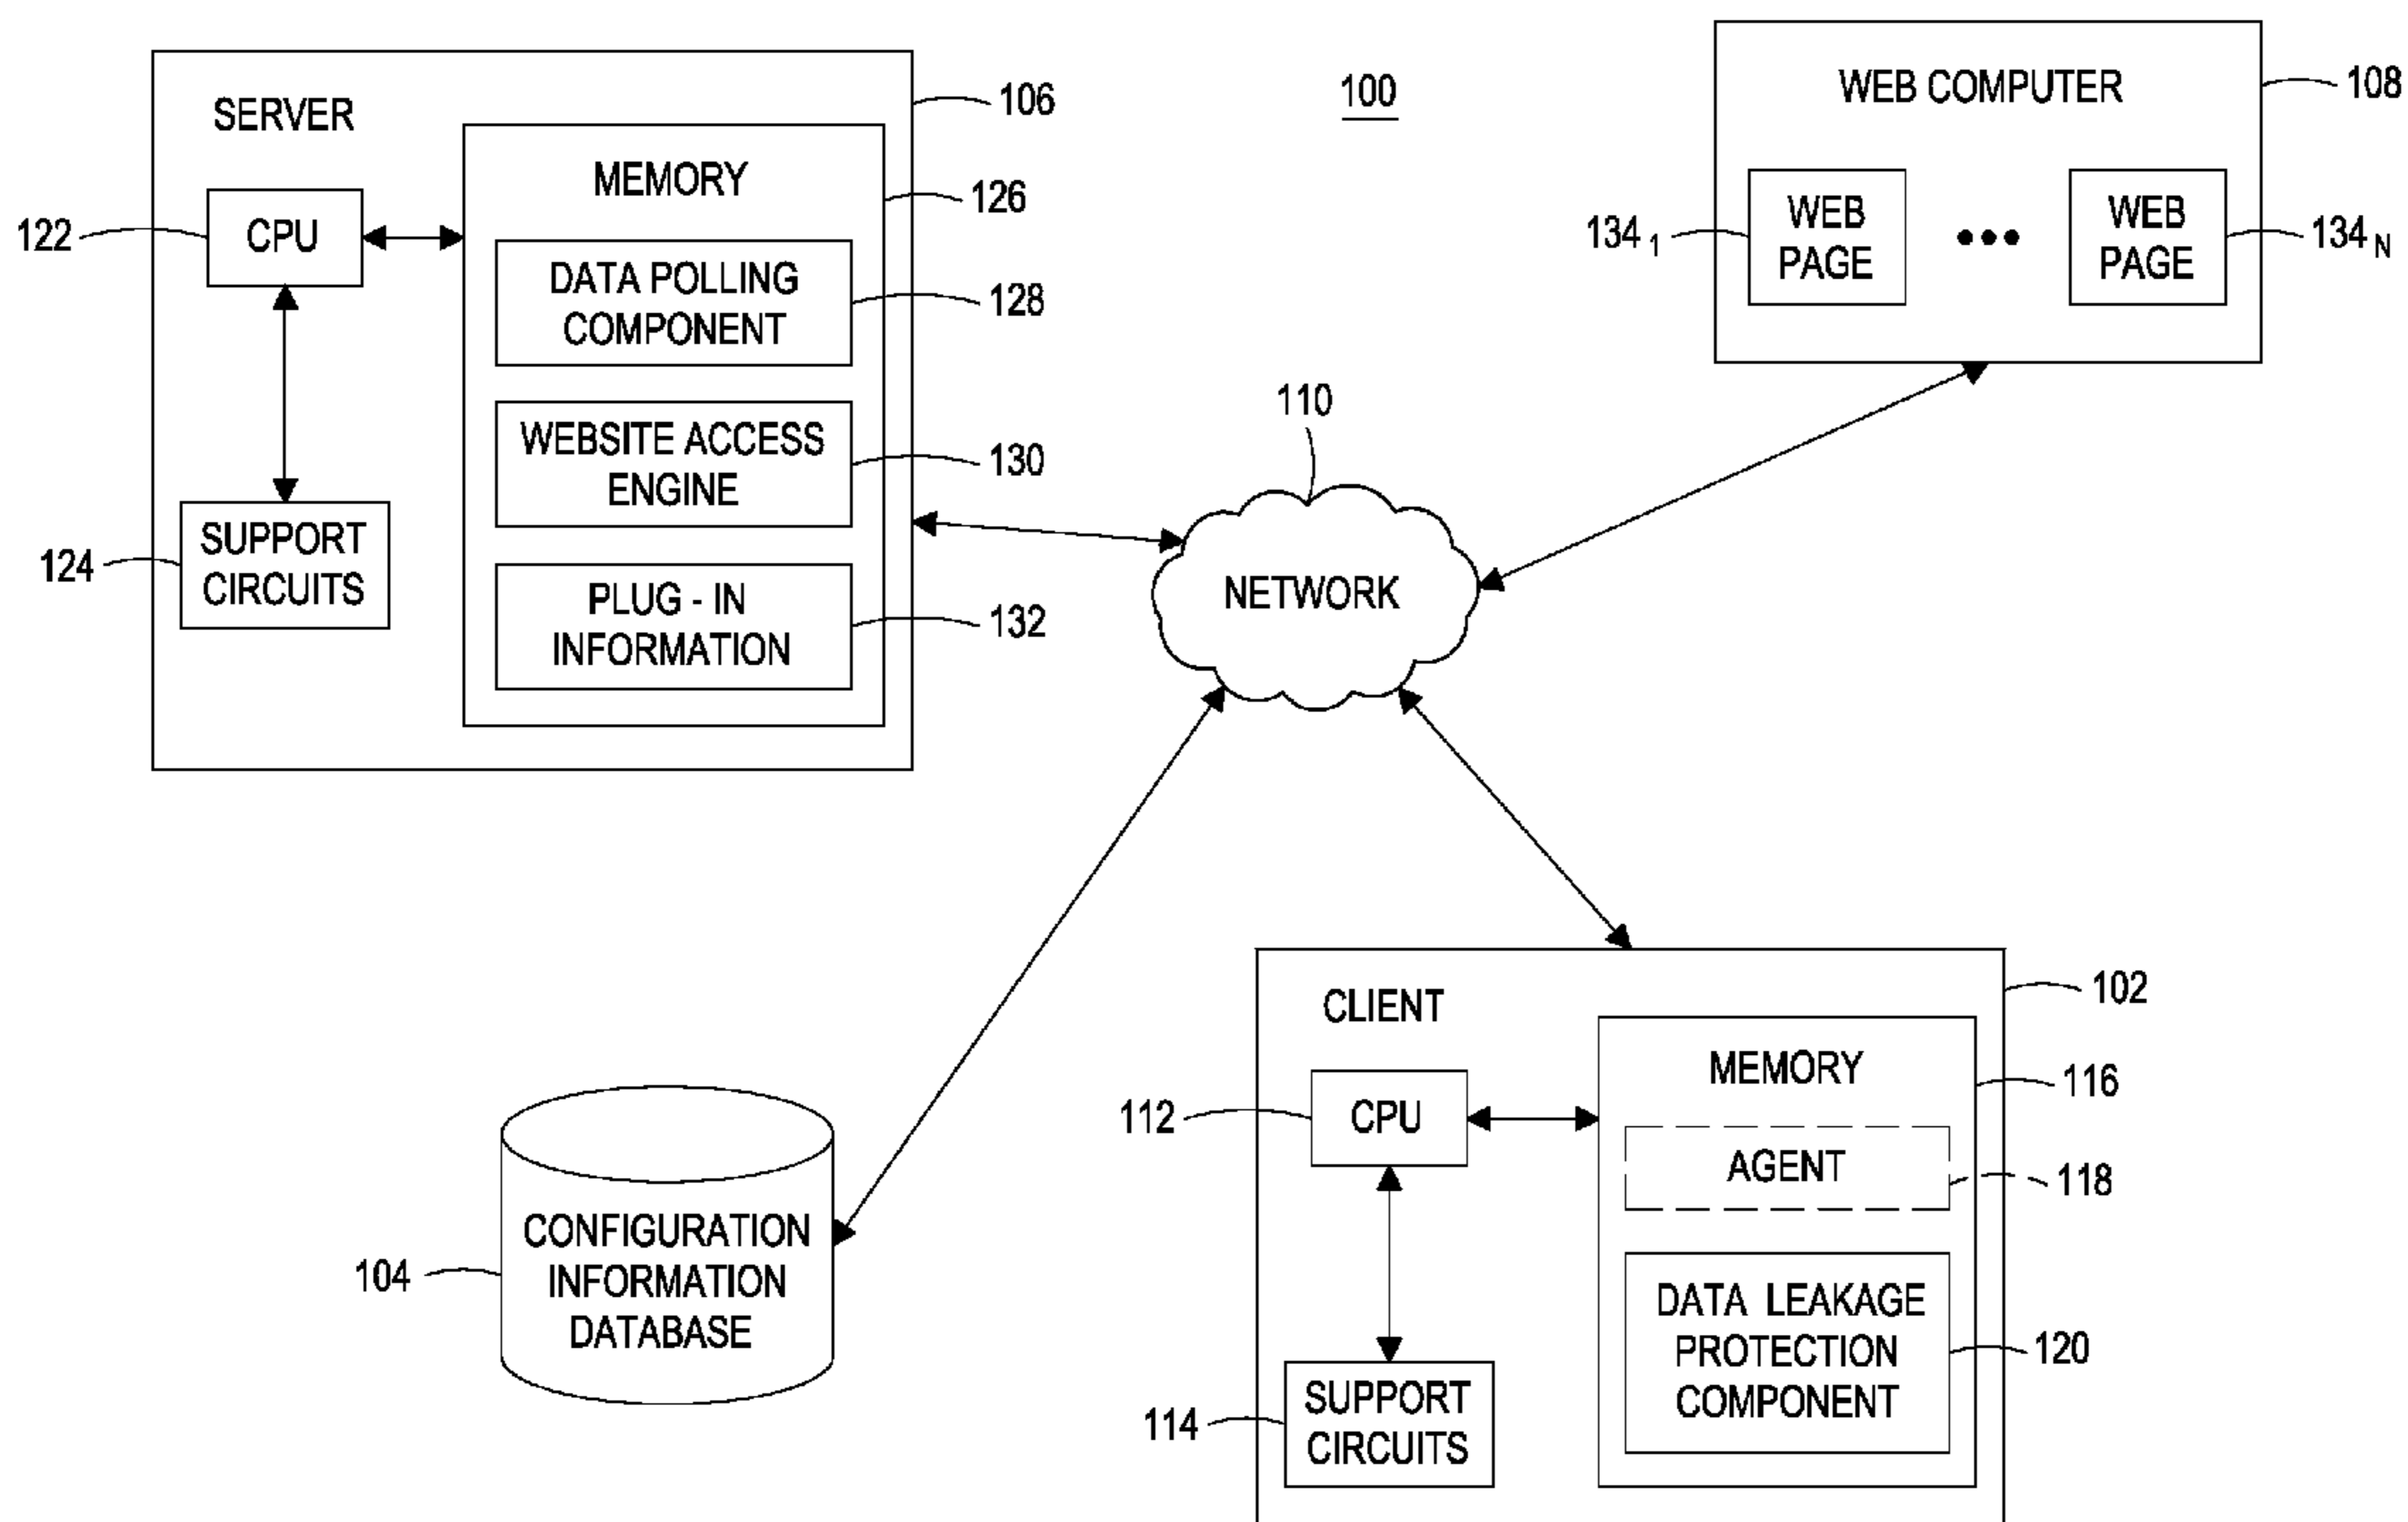 100
SERVER
106
MEMORY
126
122
CPU
DATA POLLING
COMPONENT
128
WEBSITE ACCESS
ENGINE
130
124
SUPPORT
CIRCUITS
PLUG - IN
INFORMATION
132
WEB COMPUTER
108
134 1
WEB
PAGE
•••
WEB
PAGE
134 N
110
NETWORK
104
CONFIGURATION
INFORMATION
DATABASE
CLIENT
102
MEMORY
116
112
CPU
AGENT
118
DATA LEAKAGE
PROTECTION
COMPONENT
120
114
SUPPORT
CIRCUITS